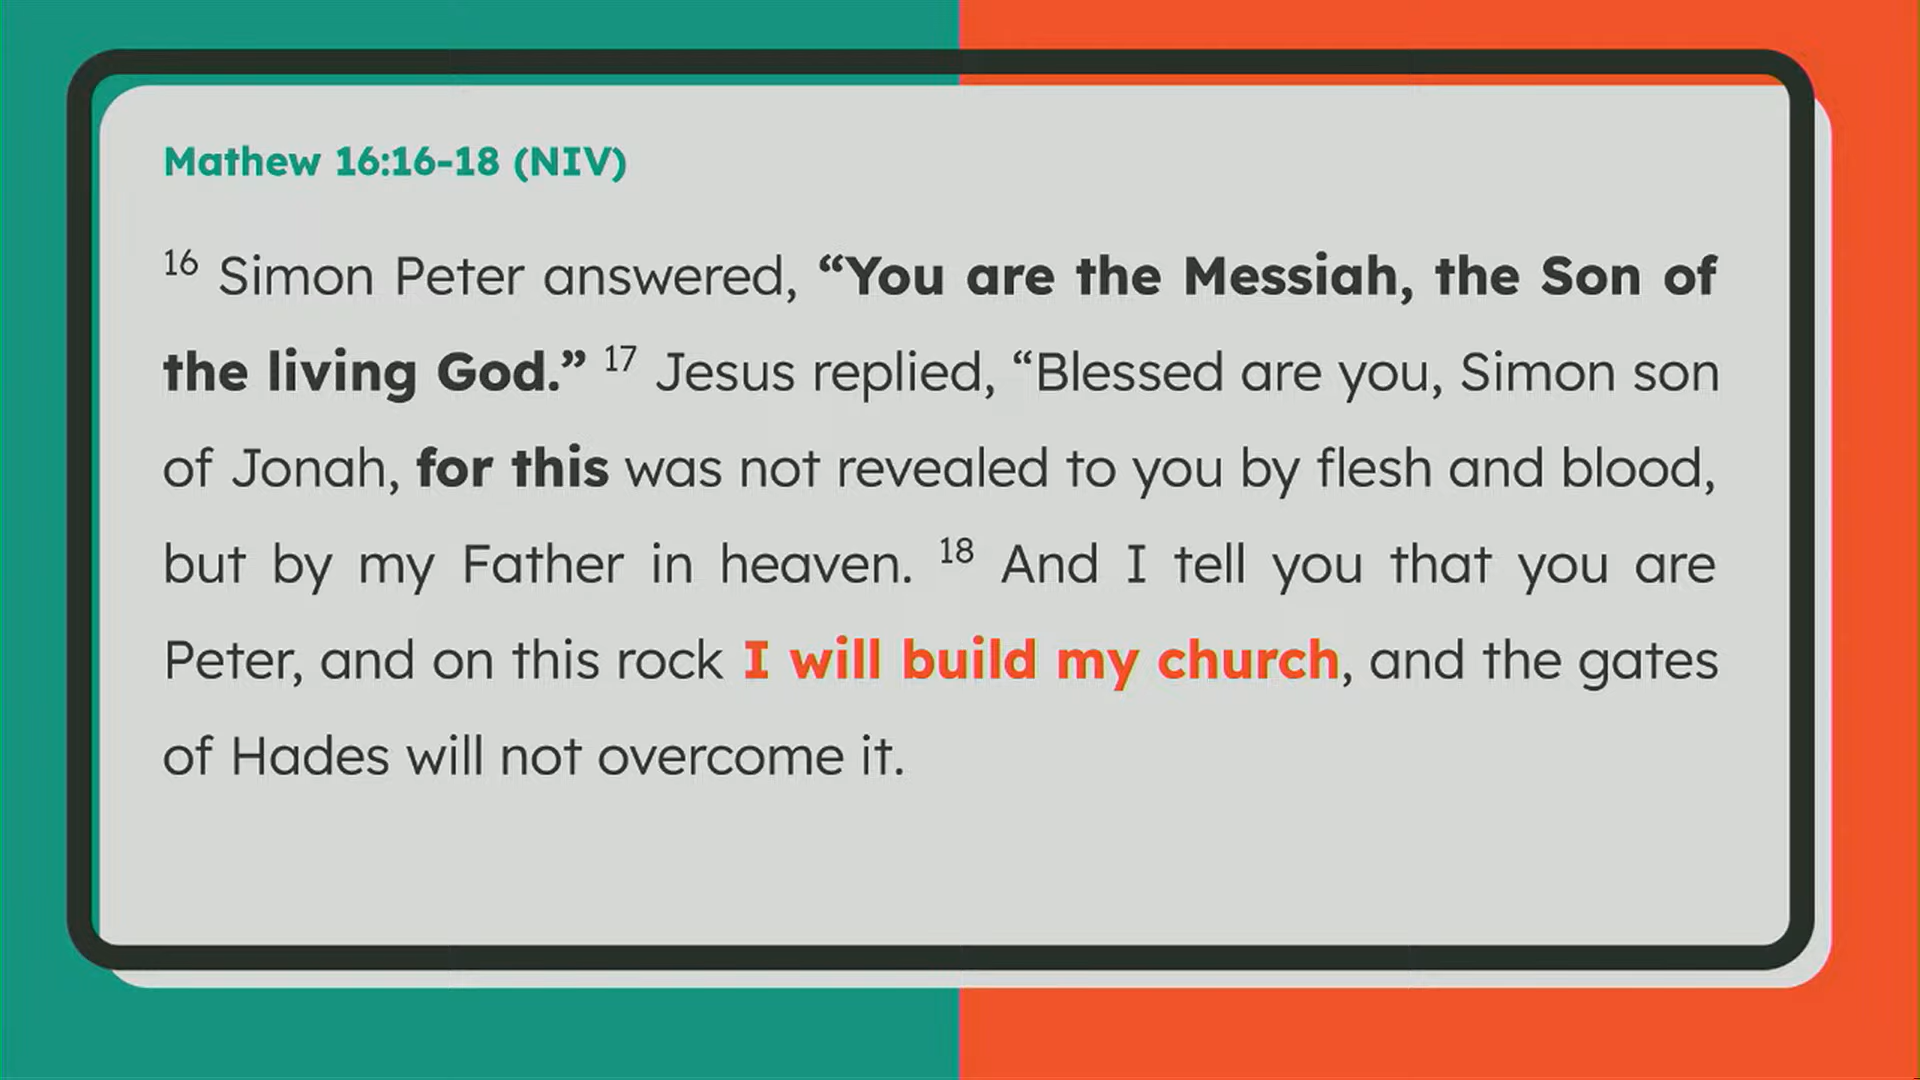 Mathew 16:16-18 (NIV)
16 Simon Peter answered, “You are the Messiah, the Son of
the living God.” 17 Jesus replied, “Blessed are you, Simon son
of Jonah, for this was not revealed to you by flesh and blood,
but by my Father in heaven. 18 And I tell you that you are
Peter, and on this rock I will build my church, and the gates
of Hades will not overcome it.